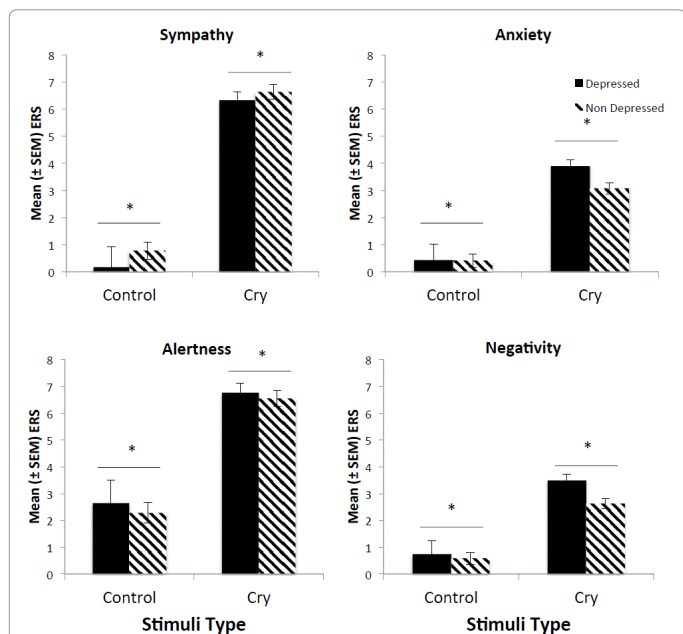 Sympathy
Mean (± SEM) ERS
8
7
6
5
4
3
2
1
0
*
*
Control
Cry
Anxiety
Mean (± SEM) ERS
8
7
6
5
4
3
2
1
0
Depressed
Non Depressed
*
*
Control
Cry
Alertness
Mean (± SEM) ERS
8
7
6
5
4
3
2
1
0
*
*
Control
Cry
Stimuli Type
Negativity
Mean (± SEM) ERS
8
7
6
5
4
3
2
1
0
*
*
Control
Cry
Stimuli Type